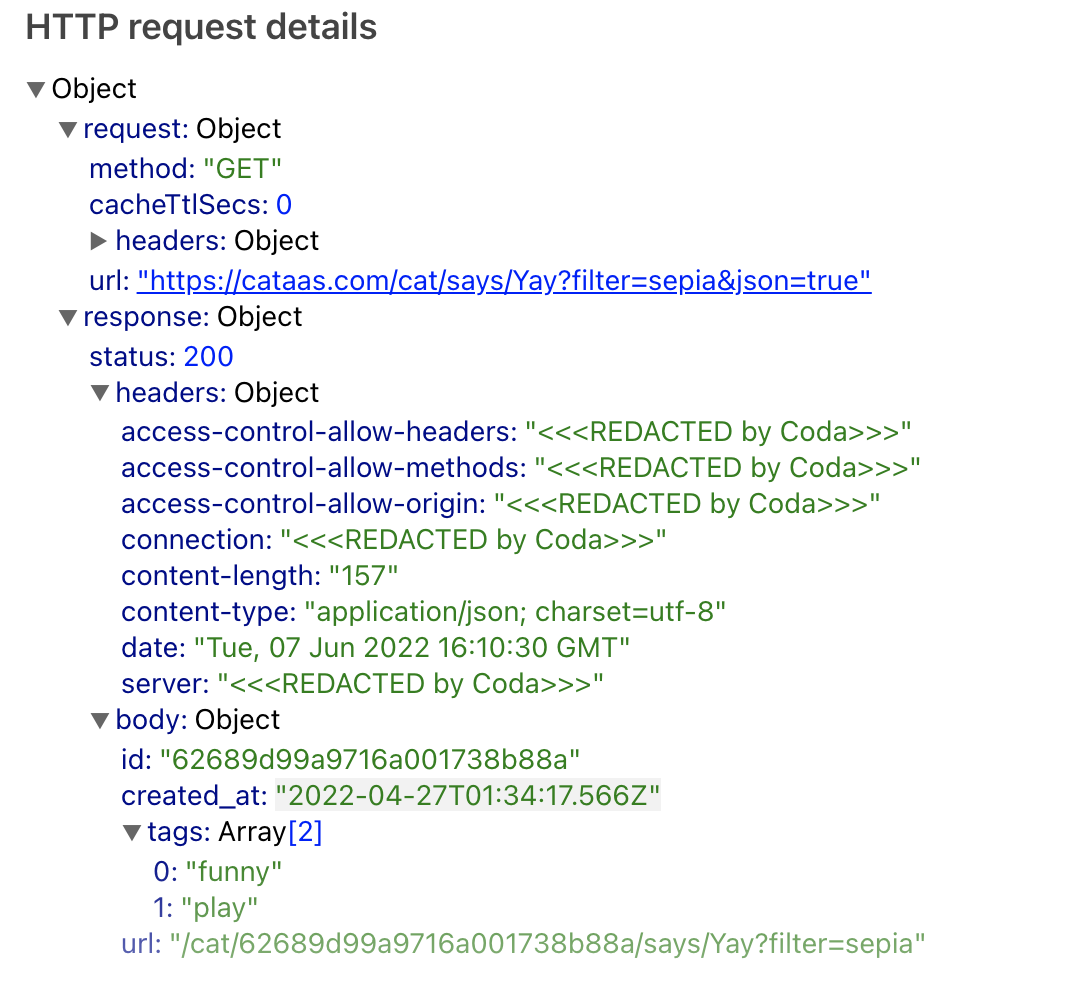 HTTP request details
Object
request: Object
method: "GET"
cacheTtlSecs: 0
headers: Object
url: "https://cataas.com/cat/says/Yay?filter=sepia&json=true"
response: Object
status: 200
headers: Object
access-control-allow-headers: "<<<REDACTED by Coda>>>"
access-control-allow-methods: "<<<REDACTED by Coda>>>"
access-control-allow-origin: "<<<REDACTED by Coda>>>"
connection: "<<<REDACTED by Coda>>>"
content-length: "157"
content-type: "application/json; charset=utf-8"
date: "Tue, 07 Jun 2022 16:10:30 GMT"
server: "<<<REDACTED by Coda>>>"
body: Object
id: "62689d99a9716a001738b88a"
created_at: "2022-04-27T01:34:17.566Z"
tags: Array[2]
0: "funny"
1: "play"
url: "/cat/62689d99a9716a001738b88a/says/Yay?filter=sepia"